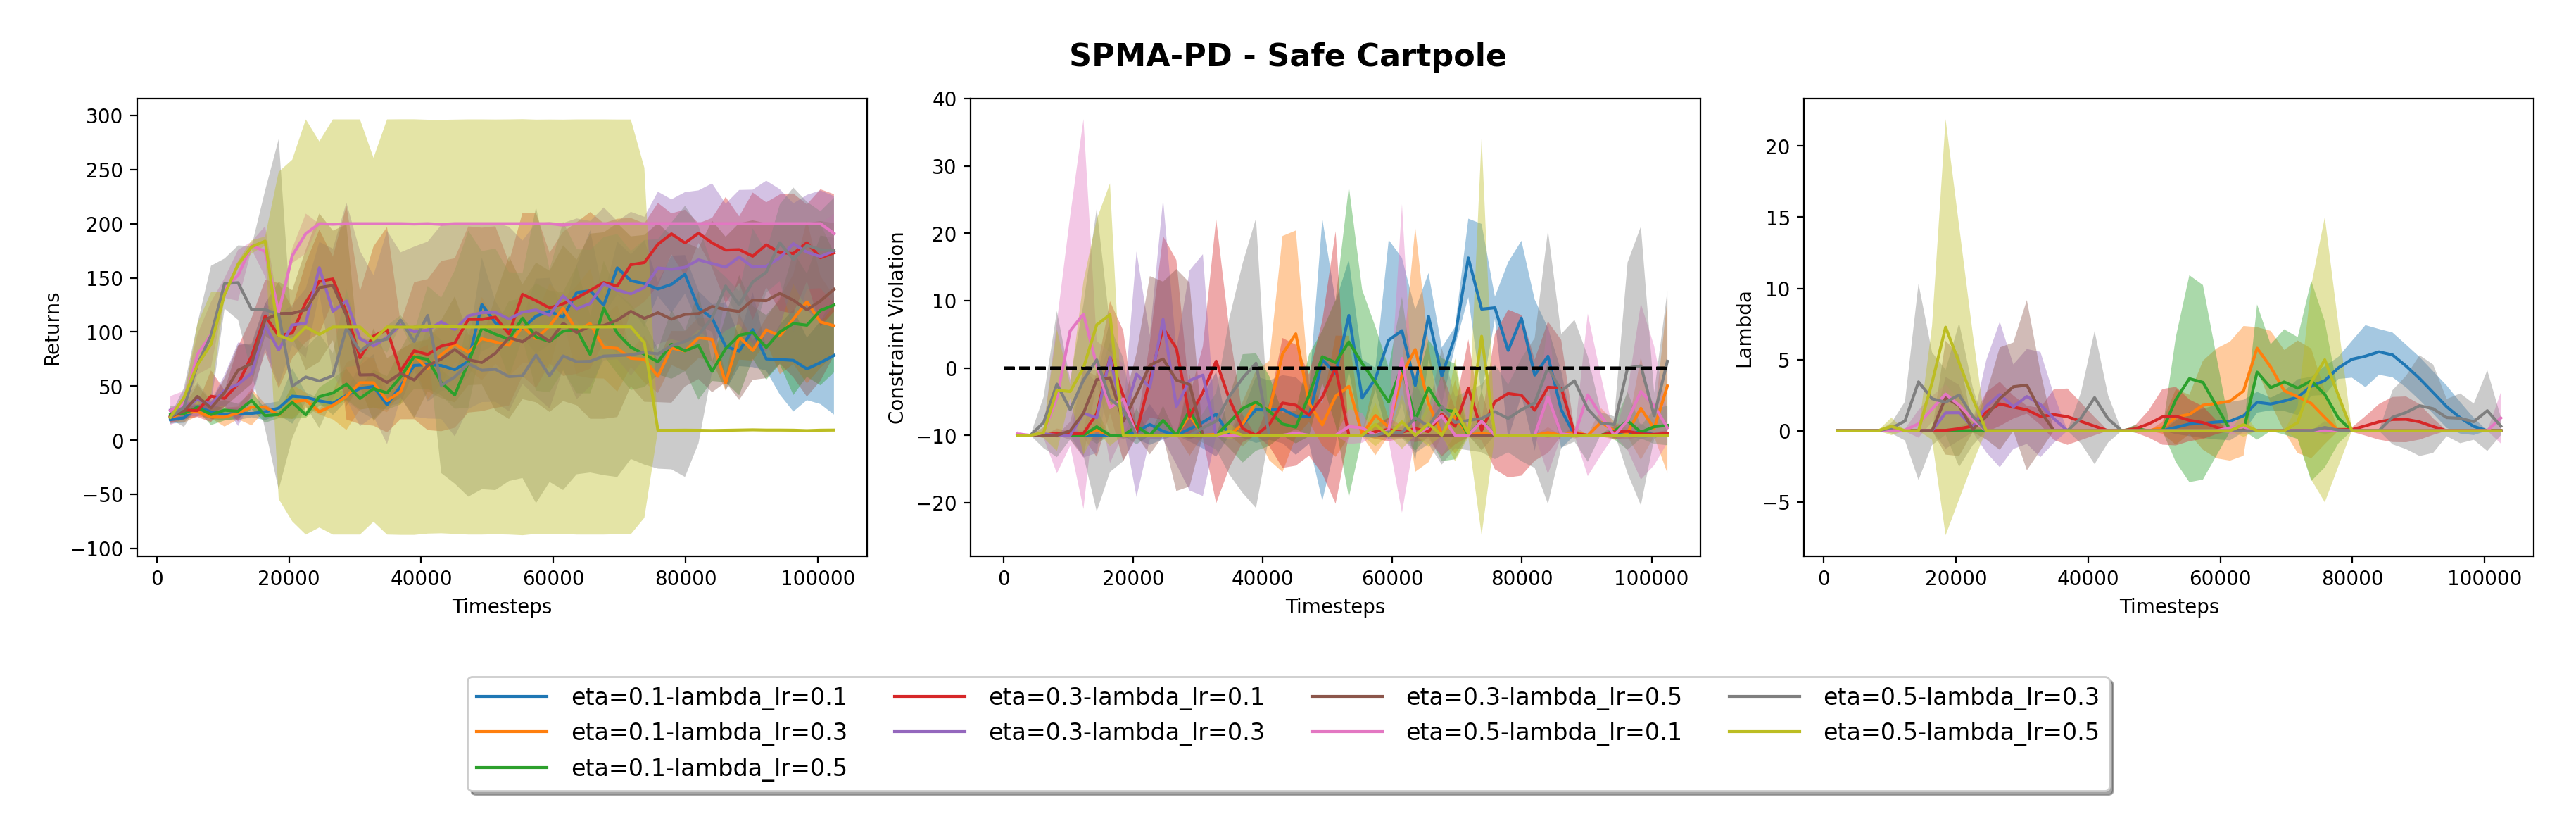 SPMA-PD - Safe Cartpole
300
250
200
150
100
50
0
−50
−100
Returns
0 20000 40000 60000 80000 100000
Timesteps
40
30
20
10
0
−10
−20
Constraint Violation
0 20000 40000 60000 80000 100000
Timesteps
20
15
10
5
0
−5
Lambda
0 20000 40000 60000 80000 100000
Timesteps
eta=0.1-lambda_lr=0.1
eta=0.1-lambda_lr=0.3
eta=0.1-lambda_lr=0.5
eta=0.3-lambda_lr=0.1
eta=0.3-lambda_lr=0.3
eta=0.3-lambda_lr=0.5
eta=0.5-lambda_lr=0.1
eta=0.5-lambda_lr=0.3
eta=0.5-lambda_lr=0.5